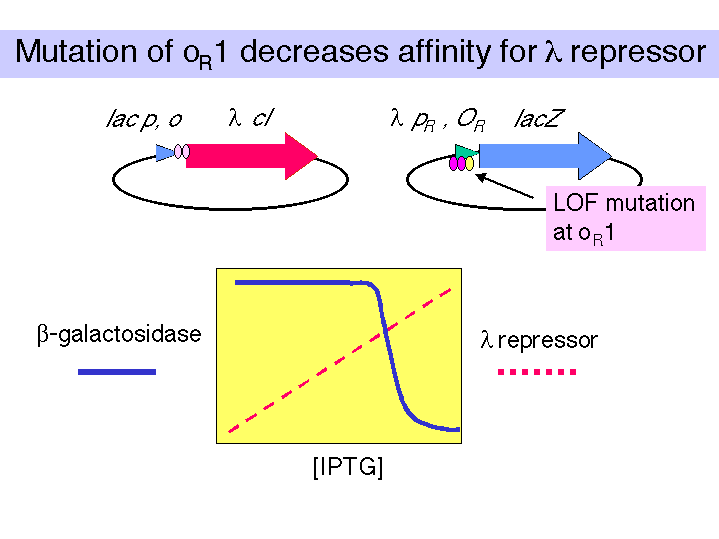 Mutation of oR1 decreases affinity for λ repressor
lac p, o
λ cI
λ pR , OR
lacZ
LOF mutation
at oR1
β-galactosidase
λ repressor
[IPTG]